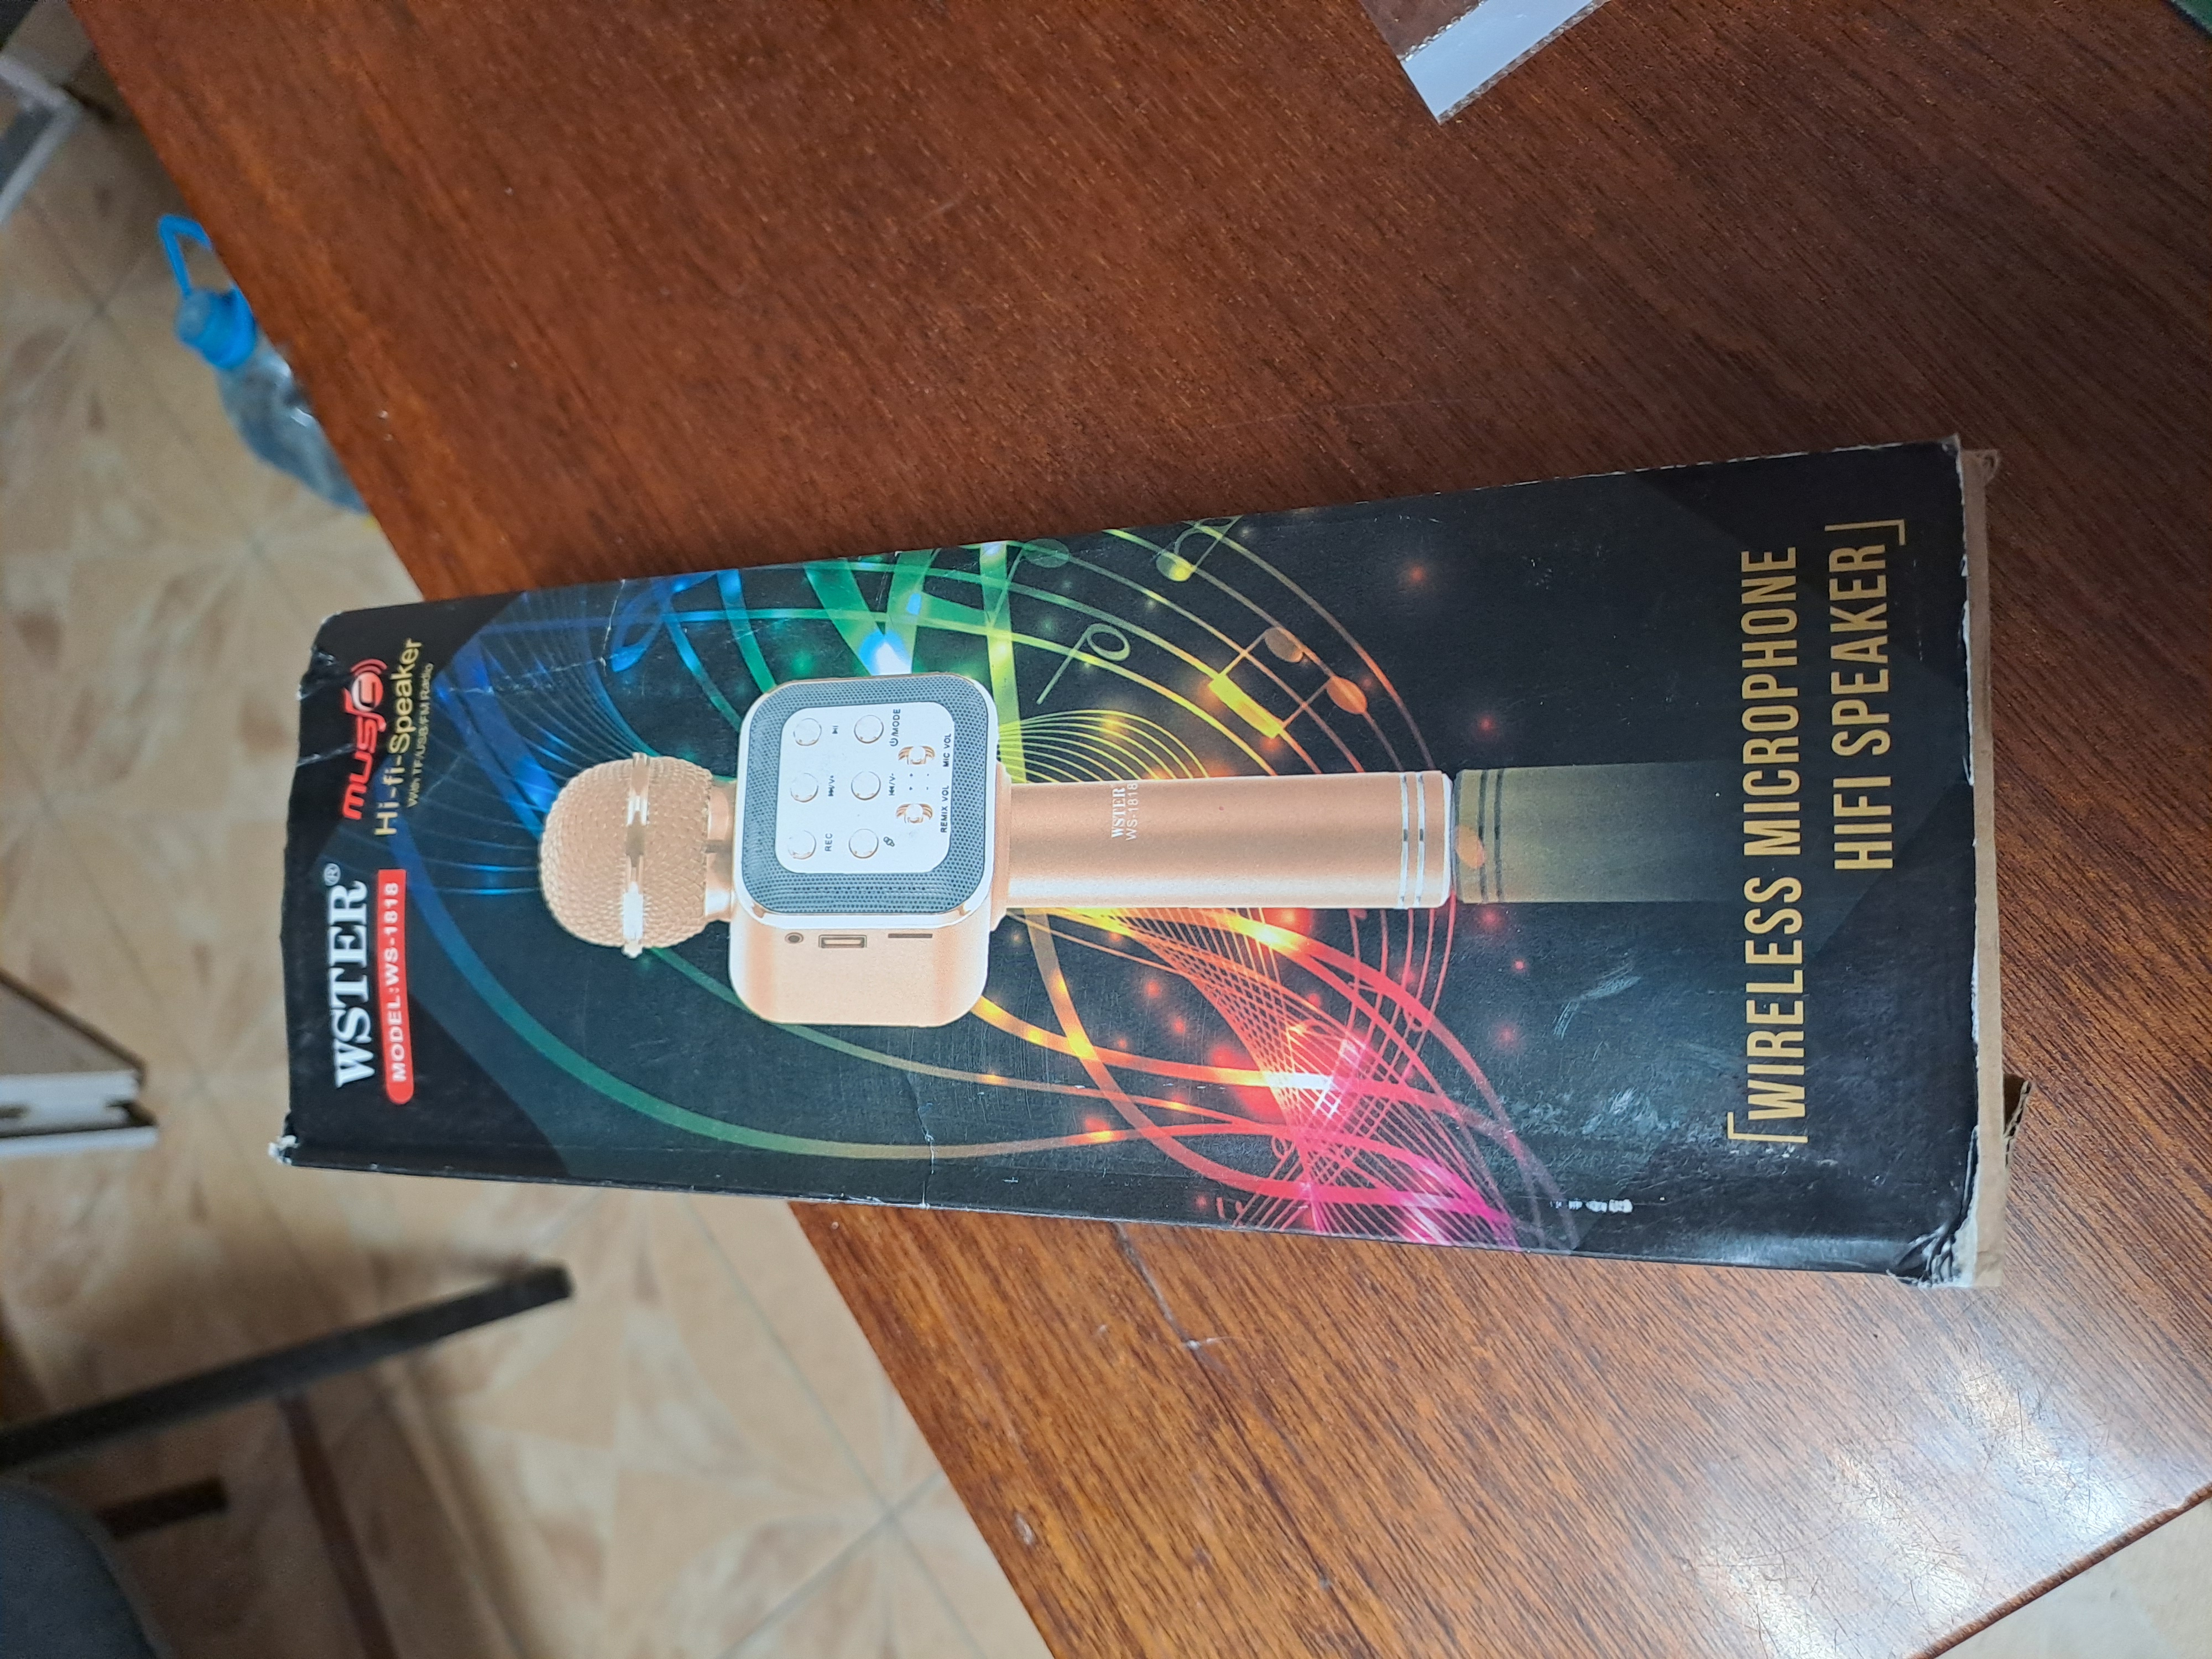 WSTER®
MODEL:WS-1818
music
Hi-fi-Speaker
With TF/USB/FM Radio
REC
⏭/V+
⏯
⏮/V-
⏻/MODE
REMIX VOL
MIC VOL
WSTER
WS-1818
「WIRELESS MICROPHONE
HIFI SPEAKER」